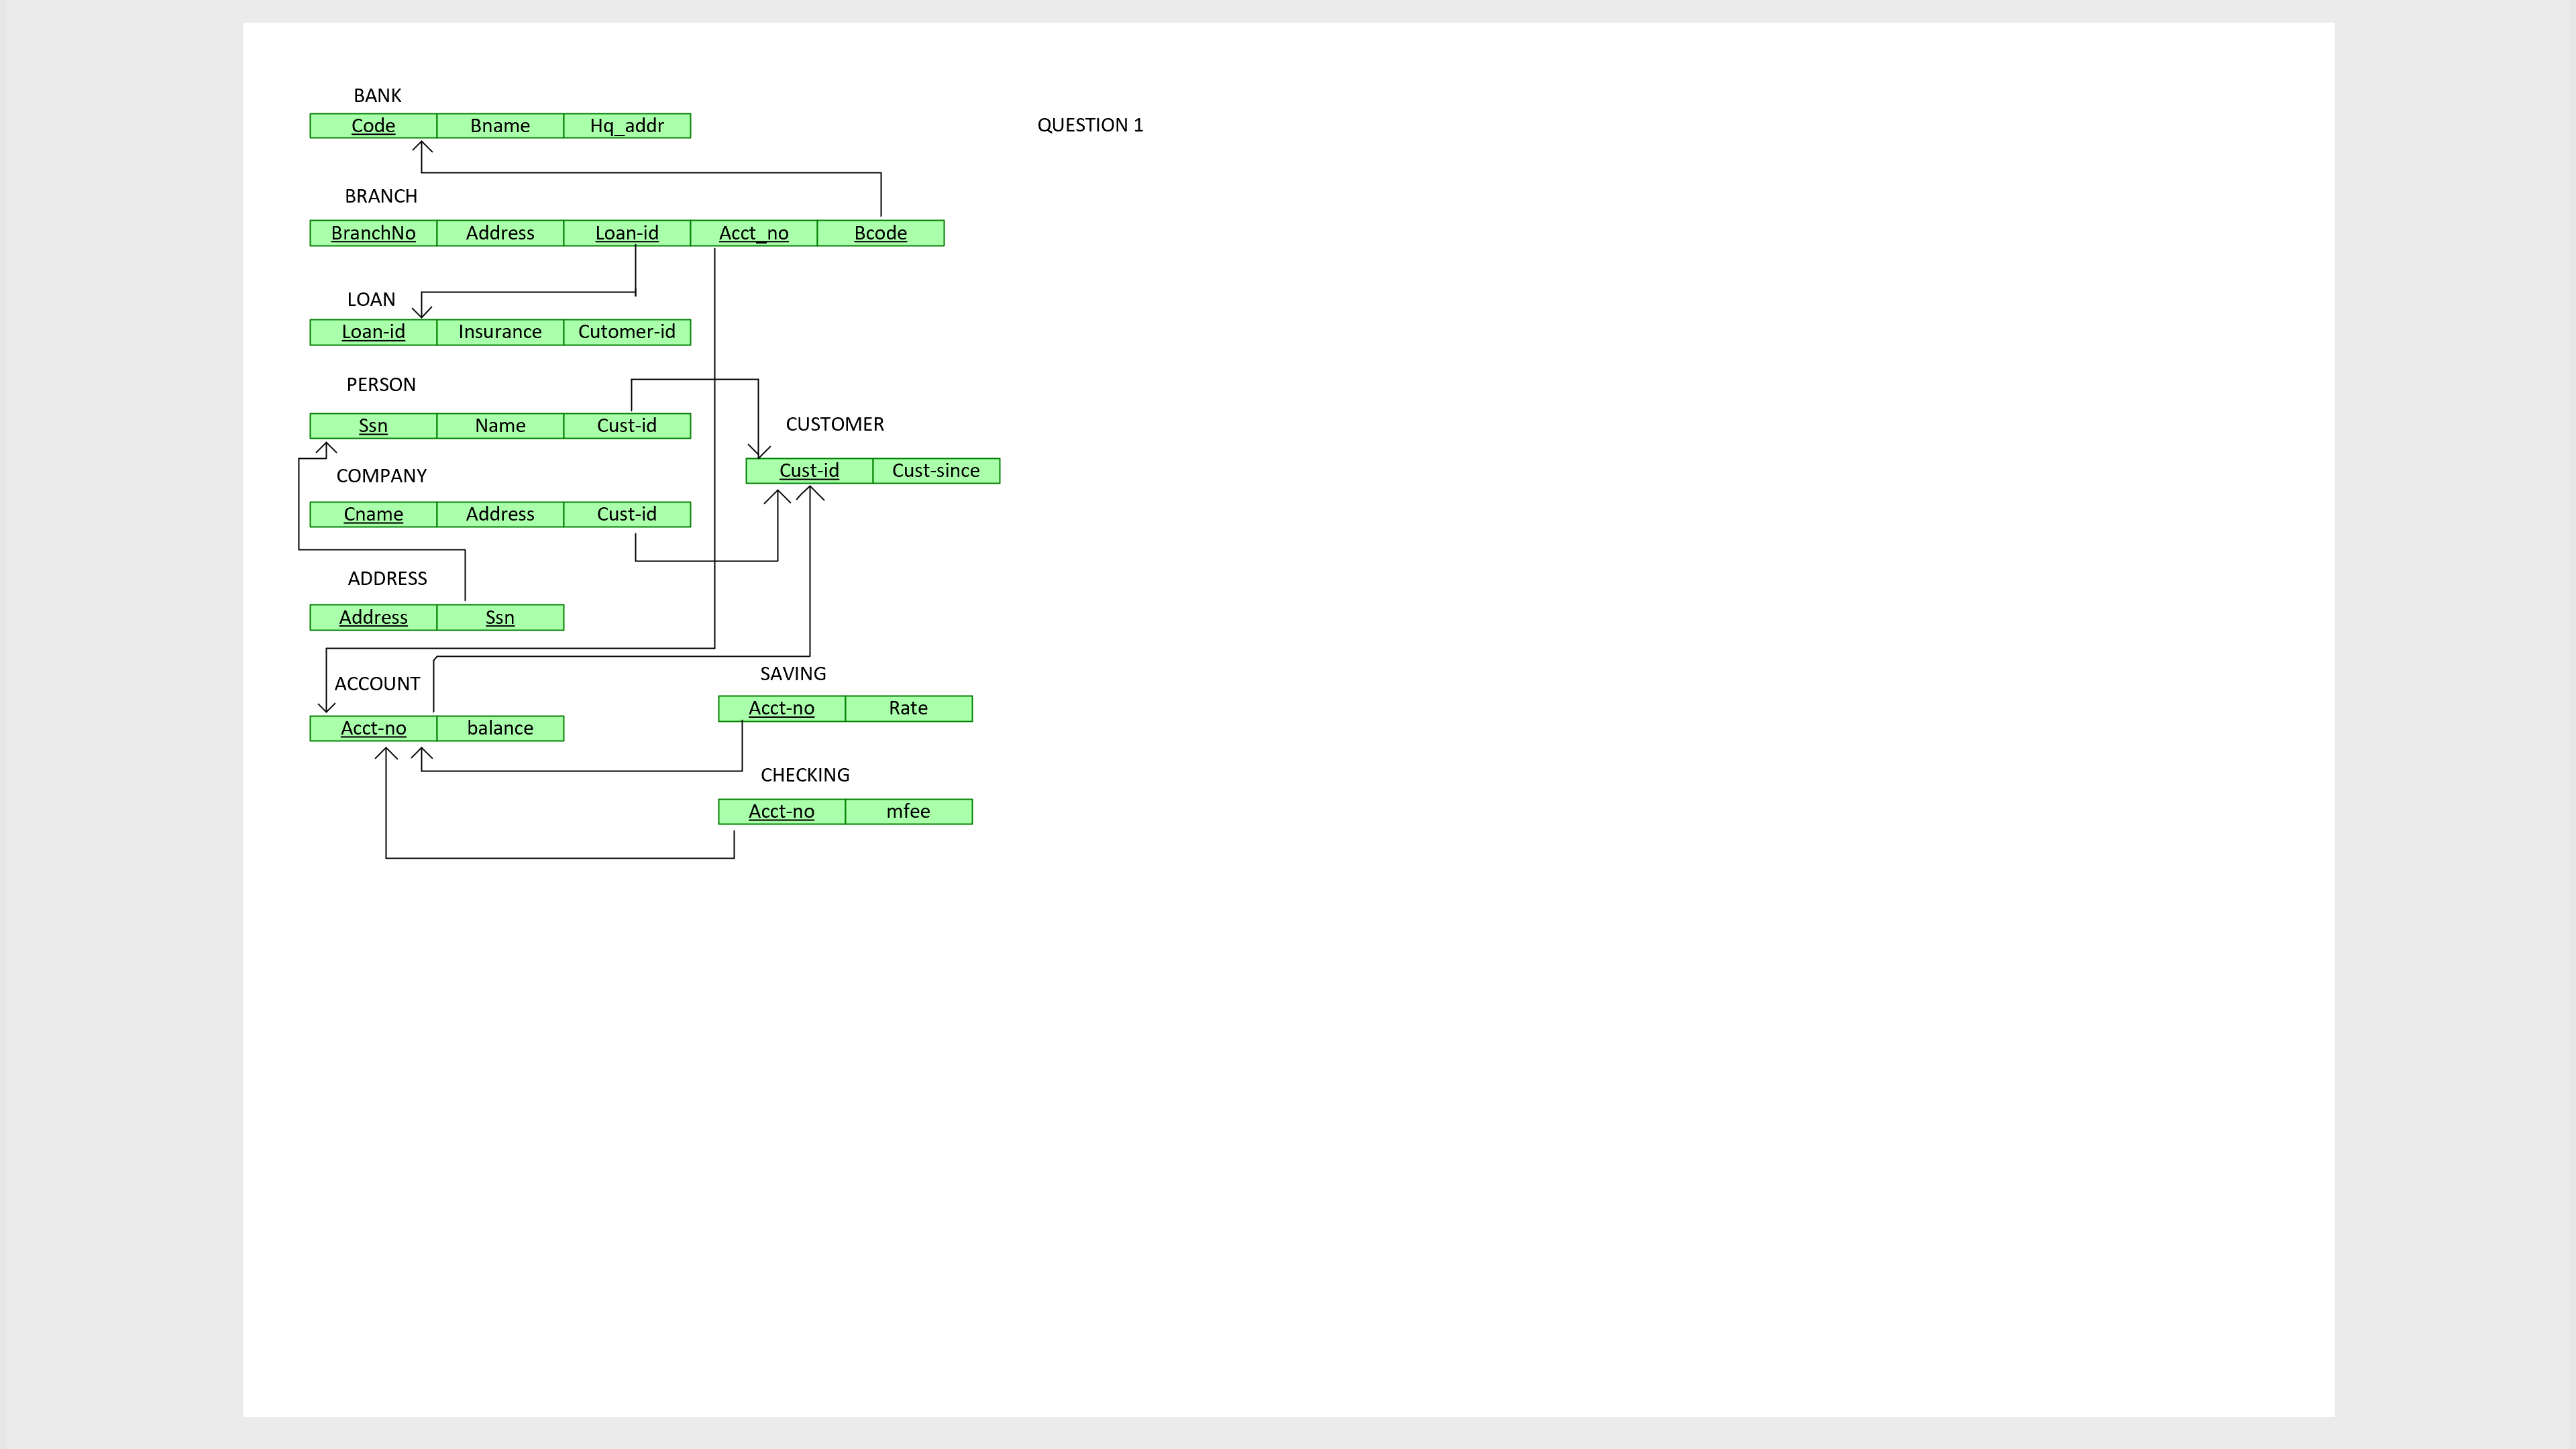 BANK
Code Bname Hq_addr
QUESTION 1
BRANCH
BranchNo Address Loan-id Acct_no Bcode
LOAN
Loan-id Insurance Cutomer-id
PERSON
Ssn Name Cust-id
CUSTOMER
Cust-id Cust-since
COMPANY
Cname Address Cust-id
ADDRESS
Address Ssn
ACCOUNT
Acct-no balance
SAVING
Acct-no Rate
CHECKING
Acct-no mfee